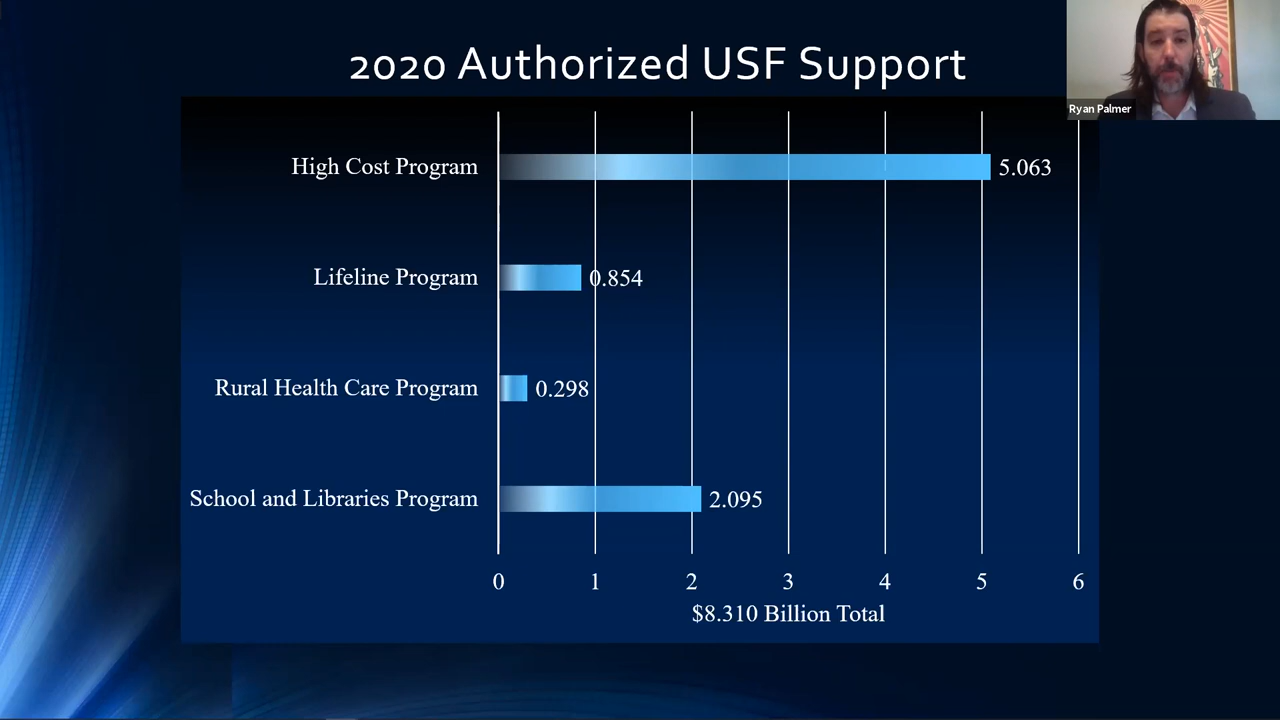 2020 Authorized USF Support
Ryan Palmer
High Cost Program 5.063
Lifeline Program 0.854
Rural Health Care Program 0.298
School and Libraries Program 2.095
0 1 2 3 4 5 6
$8.310 Billion Total